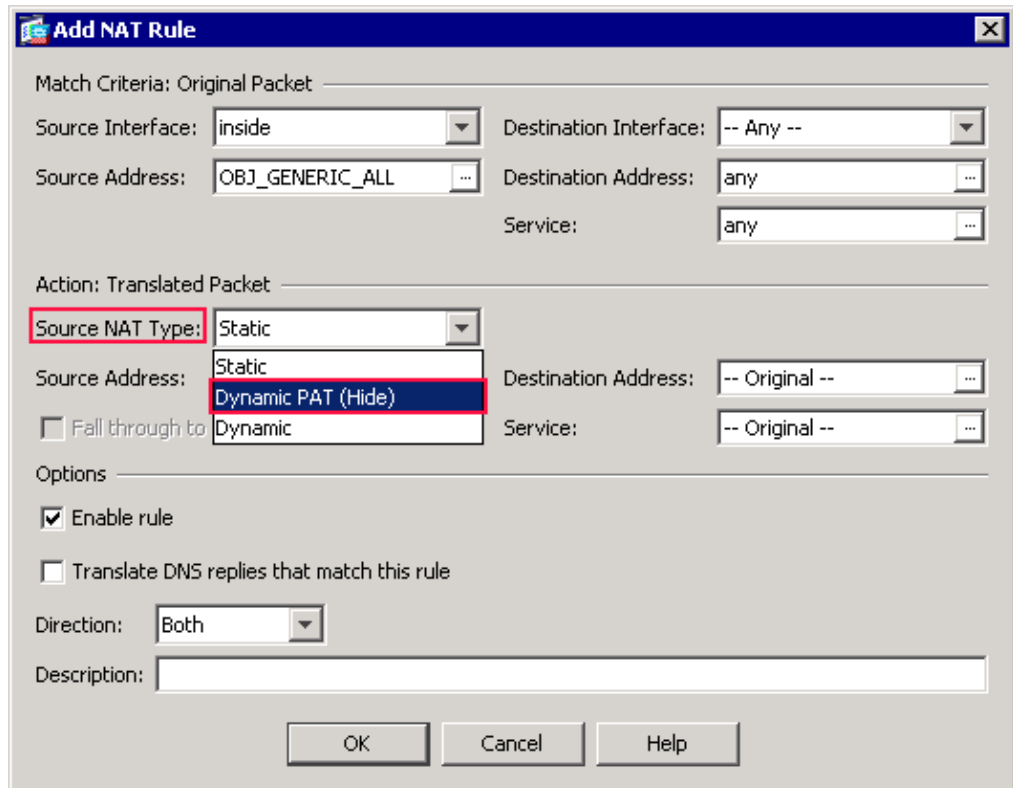 Add NAT Rule
Match Criteria: Original Packet
Source Interface: inside Destination Interface: -- Any --
Source Address: OBJ_GENERIC_ALL ... Destination Address: any ...
Service: any ...
Action: Translated Packet
Source NAT Type: Static
Static
Source Address: Destination Address: -- Original -- ...
Dynamic PAT (Hide)
Fall through to Dynamic Service: -- Original -- ...
Options
Enable rule
Translate DNS replies that match this rule
Direction: Both
Description:
OK Cancel Help